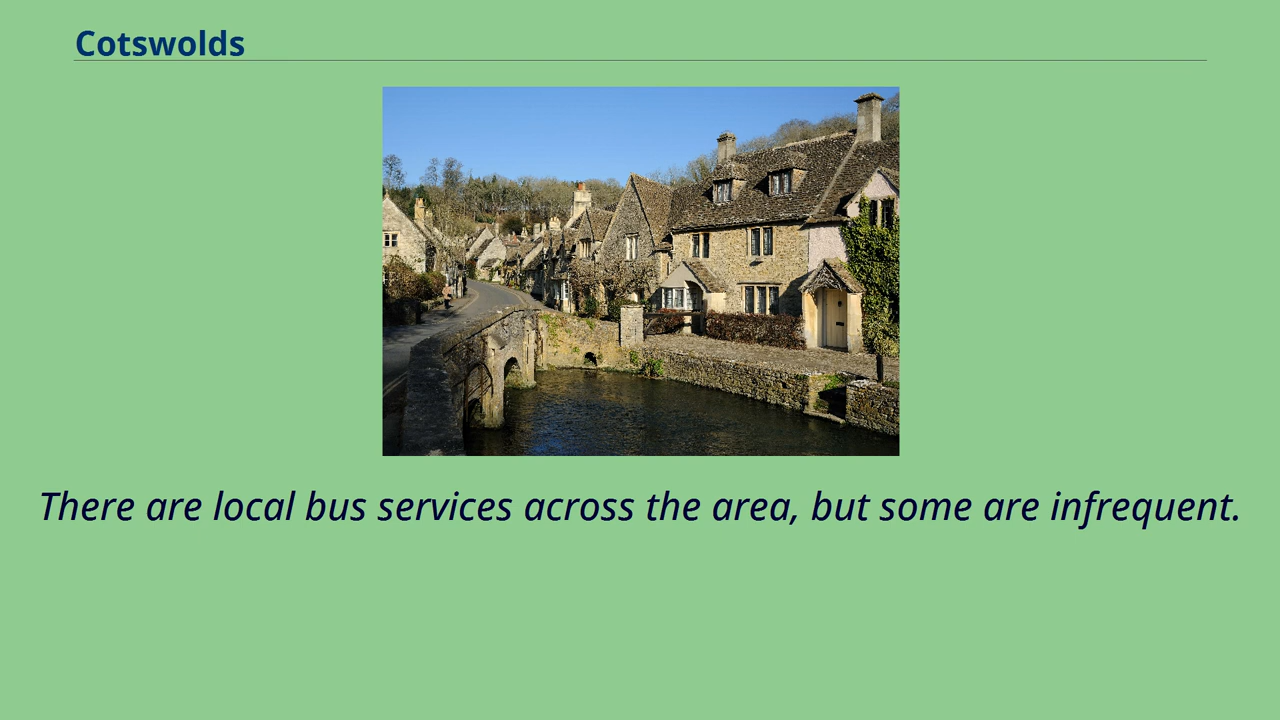 Cotswolds
There are local bus services across the area, but some are infrequent.